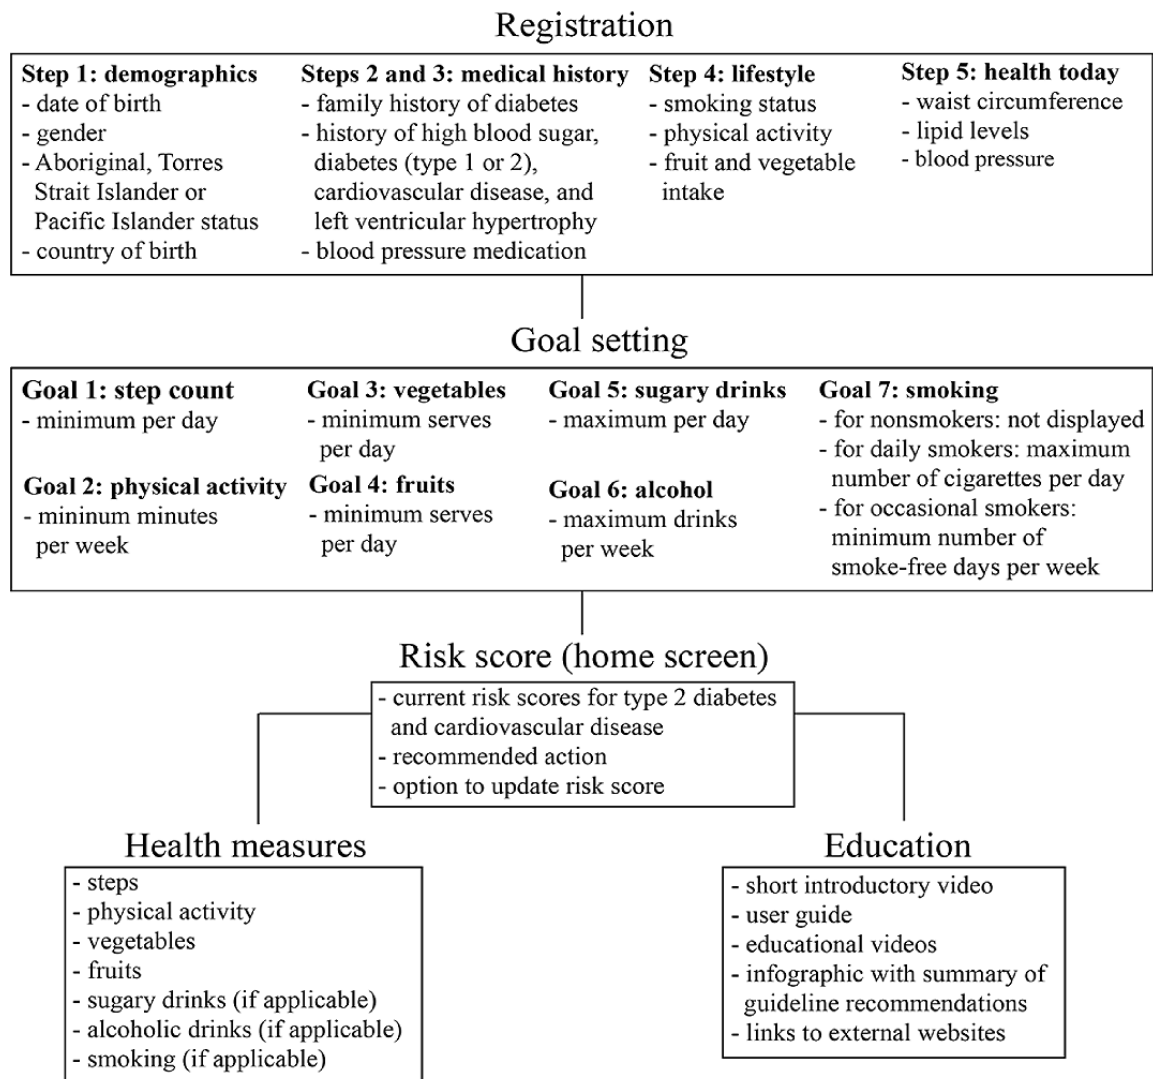 Registration
Step 1: demographics
- date of birth
- gender
- Aboriginal, Torres
Strait Islander or
Pacific Islander status
- country of birth
Steps 2 and 3: medical history
- family history of diabetes
- history of high blood sugar,
diabetes (type 1 or 2),
cardiovascular disease, and
left ventricular hypertrophy
- blood pressure medication
Step 4: lifestyle
- smoking status
- physical activity
- fruit and vegetable
intake
Step 5: health today
- waist circumference
- lipid levels
- blood pressure
Goal setting
Goal 1: step count
- minimum per day
Goal 2: physical activity
- mininum minutes
per week
Goal 3: vegetables
- minimum serves
per day
Goal 4: fruits
- minimum serves
per day
Goal 5: sugary drinks
- maximum per day
Goal 6: alcohol
- maximum drinks
per week
Goal 7: smoking
- for nonsmokers: not displayed
- for daily smokers: maximum
number of cigarettes per day
- for occasional smokers:
minimum number of
smoke-free days per week
Risk score (home screen)
- current risk scores for type 2 diabetes
and cardiovascular disease
- recommended action
- option to update risk score
Health measures
- steps
- physical activity
- vegetables
- fruits
- sugary drinks (if applicable)
- alcoholic drinks (if applicable)
- smoking (if applicable)
Education
- short introductory video
- user guide
- educational videos
- infographic with summary of
guideline recommendations
- links to external websites